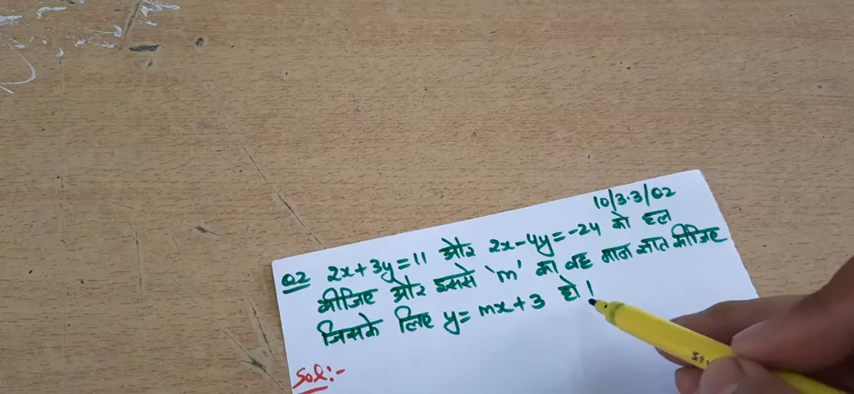 10/3.3/02
Q2 2x+3y=11 और 2x-4y=-24 को हल
कीजिए और इससे 'm' का वह मान ज्ञात कीजिए
जिसके लिए y=mx+3 हो।
Sol:-